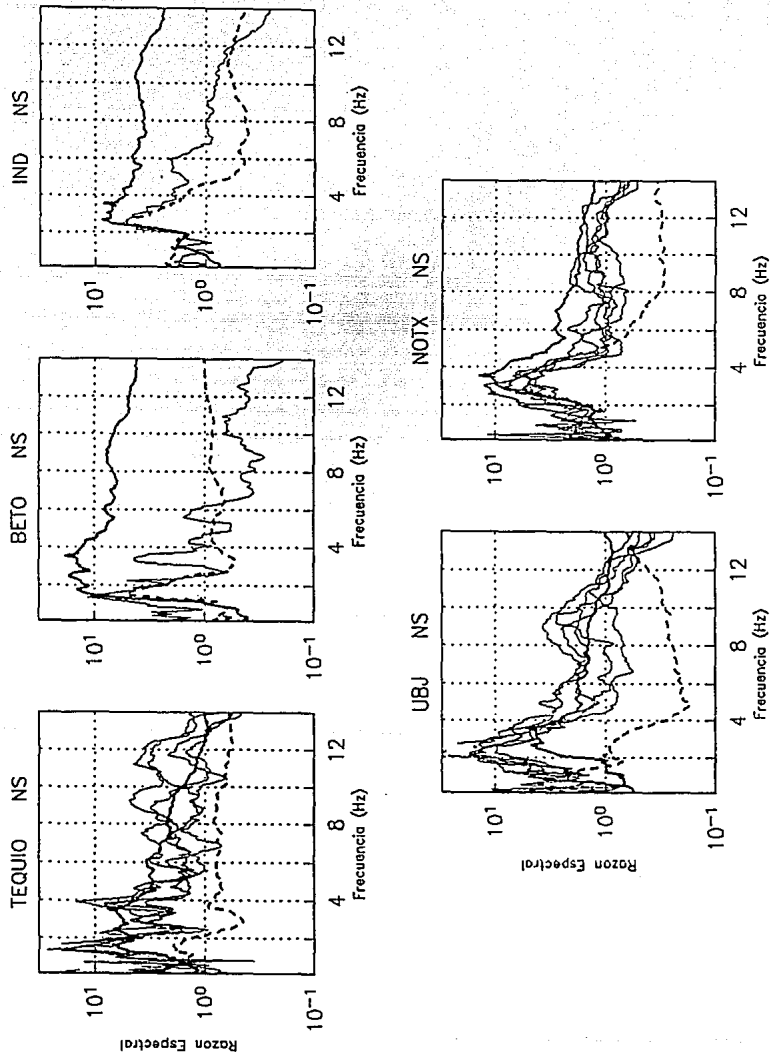 TEQUIO NS
Razon Espectral
10¹
10⁰
10⁻¹
4 8 12
Frecuencia (Hz)
BETO NS
10¹
10⁰
10⁻¹
4 8 12
Frecuencia (Hz)
IND NS
10¹
10⁰
10⁻¹
4 8 12
Frecuencia (Hz)
UBJ NS
Razon Espectral
10¹
10⁰
10⁻¹
4 8 12
Frecuencia (Hz)
NOTX NS
10¹
10⁰
10⁻¹
4 8 12
Frecuencia (Hz)